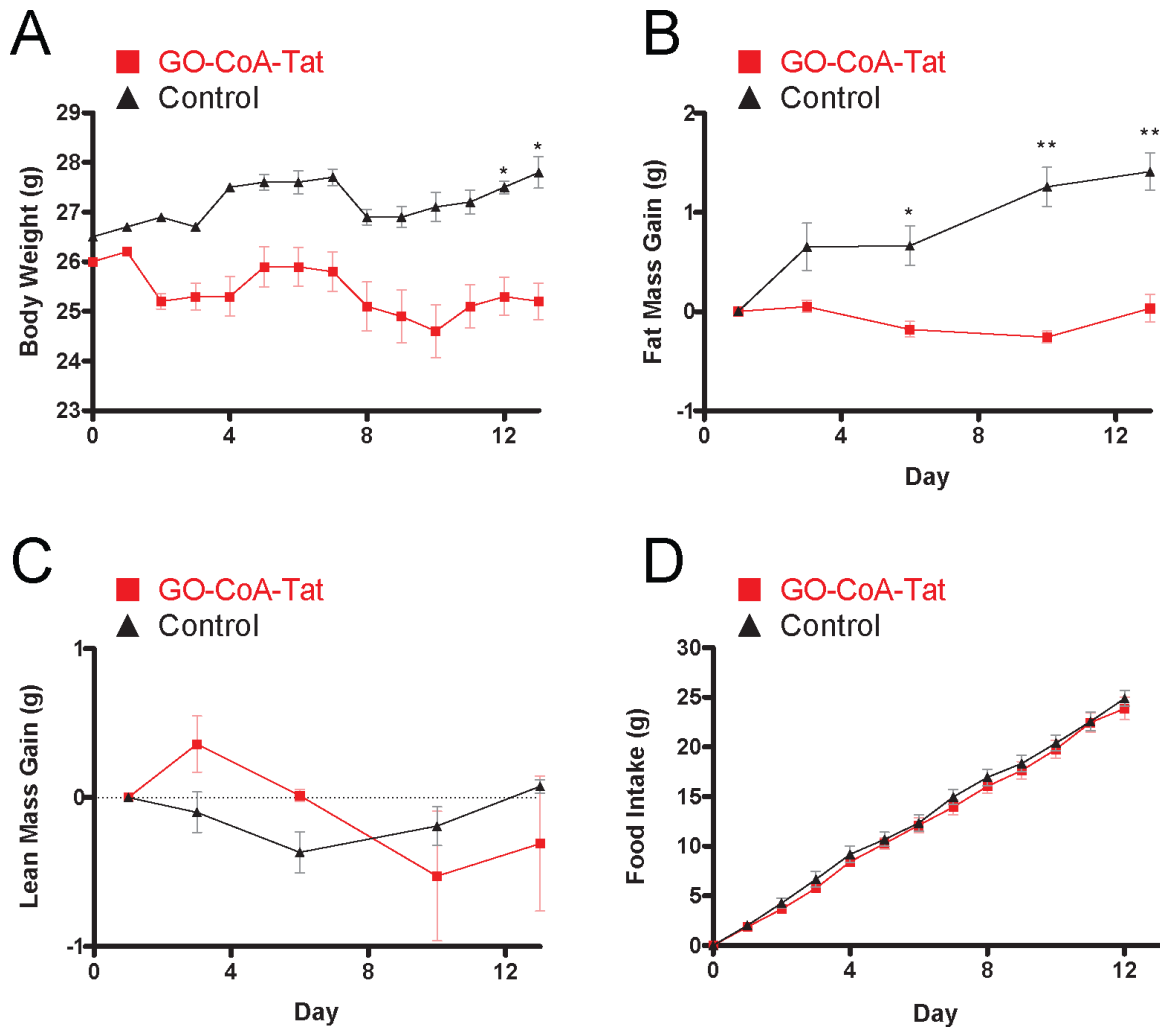 A
GO-CoA-Tat
Control
Body Weight (g)
29
28
27
26
25
24
23
0
4
8
12
*
*
B
GO-CoA-Tat
Control
Fat Mass Gain (g)
2
1
0
-1
0
4
8
12
*
**
**
Day
C
GO-CoA-Tat
Control
Lean Mass Gain (g)
1
0
-1
0
4
8
12
Day
D
GO-CoA-Tat
Control
Food Intake (g)
30
25
20
15
10
5
0
0
4
8
12
Day